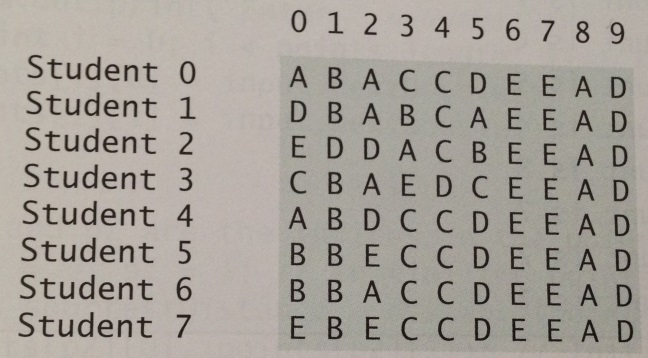 0 1 2 3 4 5 6 7 8 9
Student 0 A B A C C D E E A D
Student 1 D B A B C A E E A D
Student 2 E D D A C B E E A D
Student 3 C B A E D C E E A D
Student 4 A B D C C D E E A D
Student 5 B B E C C D E E A D
Student 6 B B A C C D E E A D
Student 7 E B E C C D E E A D